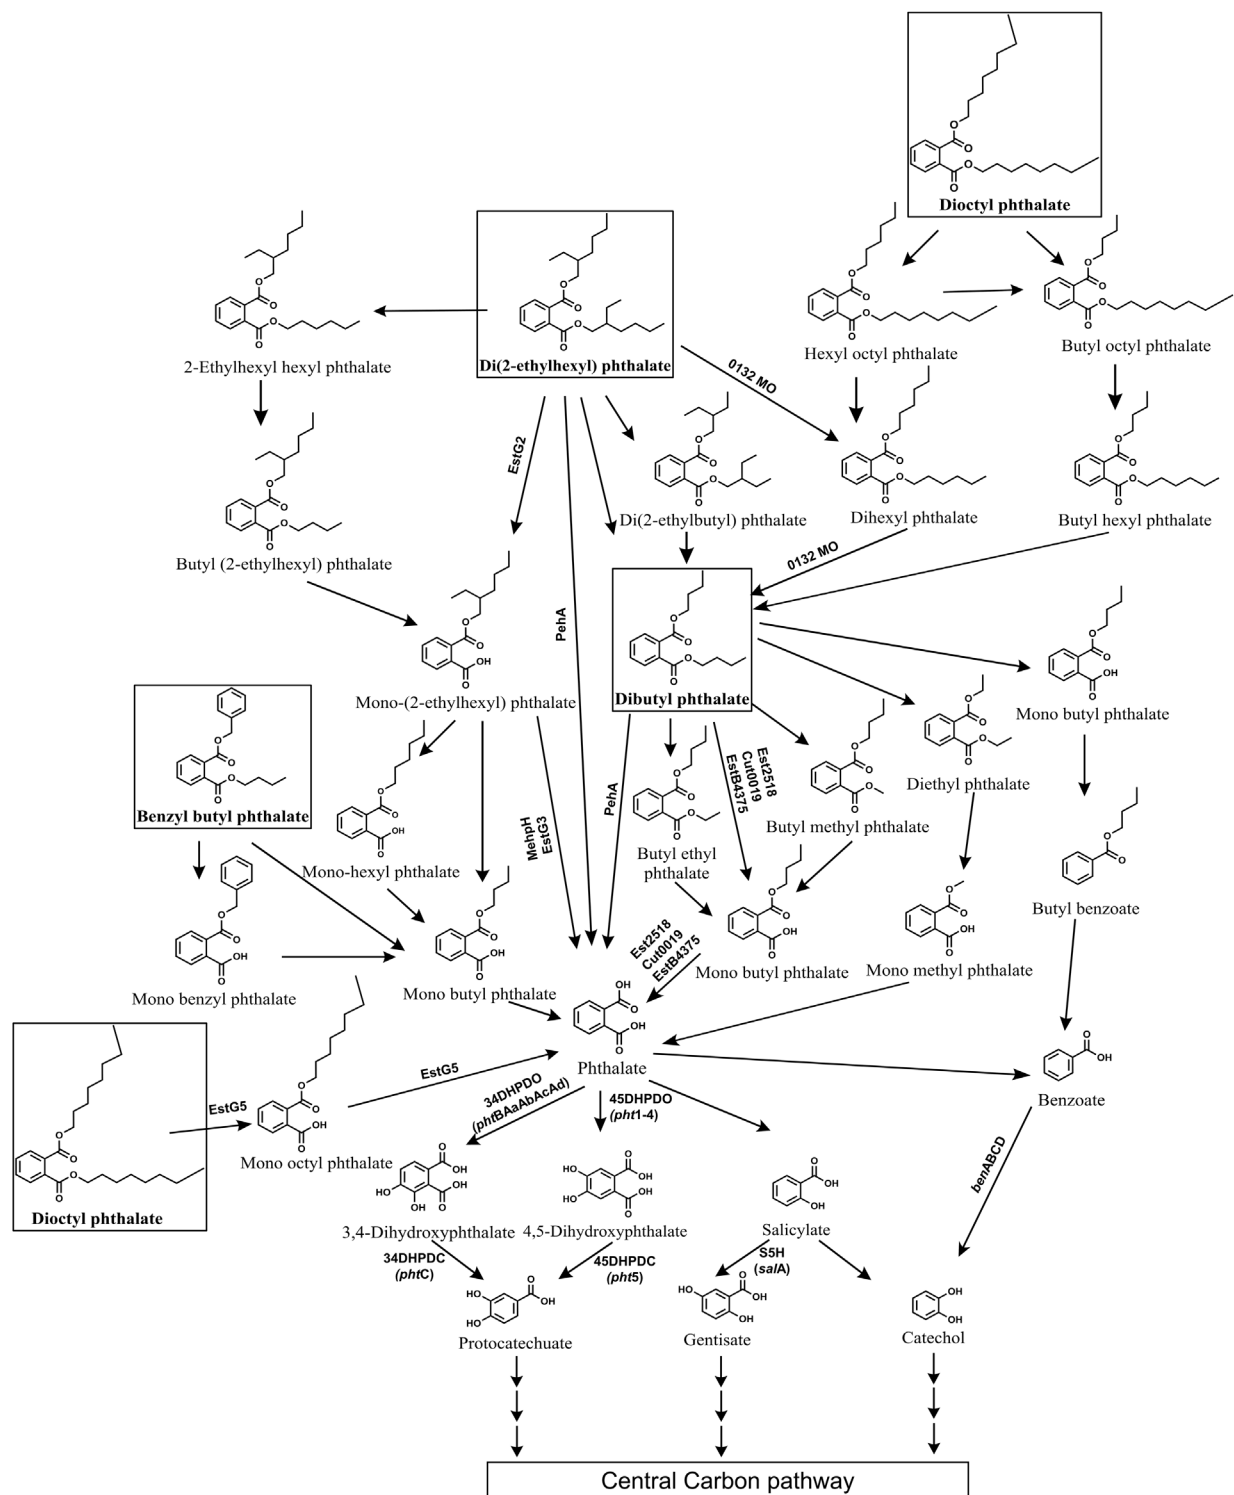 Dioctyl phthalate
2-Ethylhexyl hexyl phthalate
Di(2-ethylhexyl) phthalate
Hexyl octyl phthalate
Butyl octyl phthalate
0132 MO
EstG2
Di(2-ethylbutyl) phthalate
Dihexyl phthalate
Butyl hexyl phthalate
Butyl (2-ethylhexyl) phthalate
0132 MO
PehA
Mono-(2-ethylhexyl) phthalate
Dibutyl phthalate
Mono butyl phthalate
Benzyl butyl phthalate
MehpH
EstG3
PehA
Est2518
Cut0019
EstB4375
Diethyl phthalate
Butyl methyl phthalate
Mono-hexyl phthalate
Butyl ethyl
phthalate
Butyl benzoate
Mono benzyl phthalate
Mono butyl phthalate
Est2518
Cut0019
EstB4375
Mono butyl phthalate
Mono methyl phthalate
Phthalate
Benzoate
EstG5
EstG5
Mono octyl phthalate
Dioctyl phthalate
34DHPDO
(phtBAaAbAcAd)
45DHPDO
(pht1-4)
benABCD
3,4-Dihydroxyphthalate
4,5-Dihydroxyphthalate
Salicylate
34DHPDC
(phtC)
45DHPDC
(pht5)
S5H
(salA)
Protocatechuate
Gentisate
Catechol
Central Carbon pathway